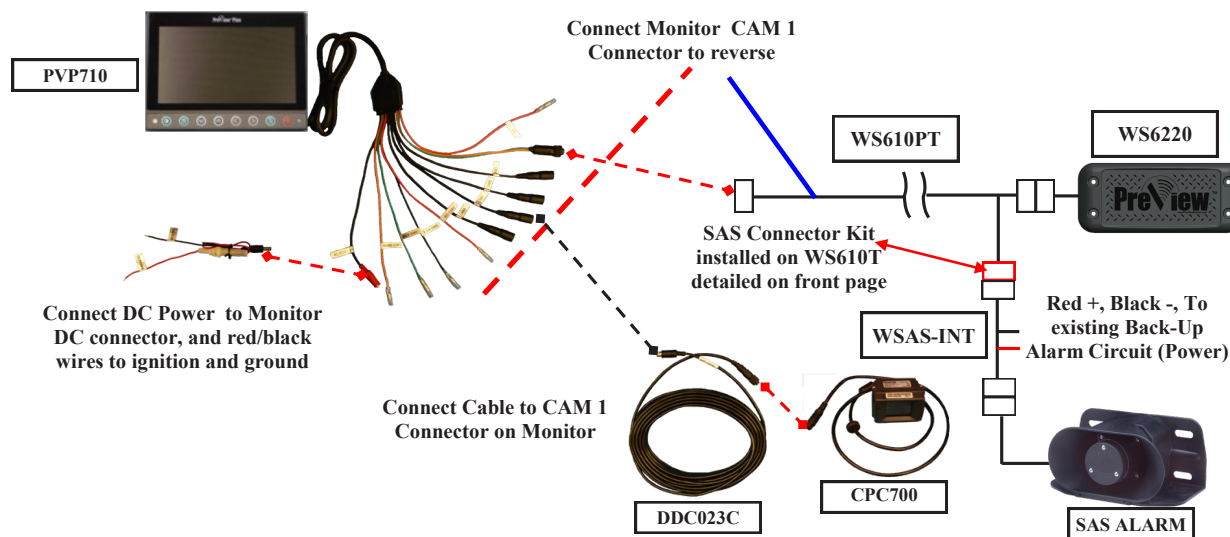 PreView Plus
PVP710
Connect Monitor CAM 1
Connector to reverse
WS610PT
WS6220
PreView
SAS Connector Kit
installed on WS610T
detailed on front page
Connect DC Power to Monitor
DC connector, and red/black
wires to ignition and ground
WSAS-INT
Red +, Black -, To
existing Back-Up
Alarm Circuit (Power)
Connect Cable to CAM 1
Connector on Monitor
DDC023C
CPC700
SAS ALARM